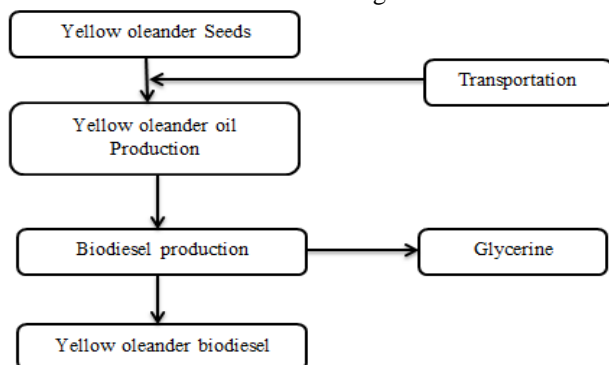 Yellow oleander Seeds
Transportation
Yellow oleander oil
Production
Biodiesel production
Glycerine
Yellow oleander biodiesel